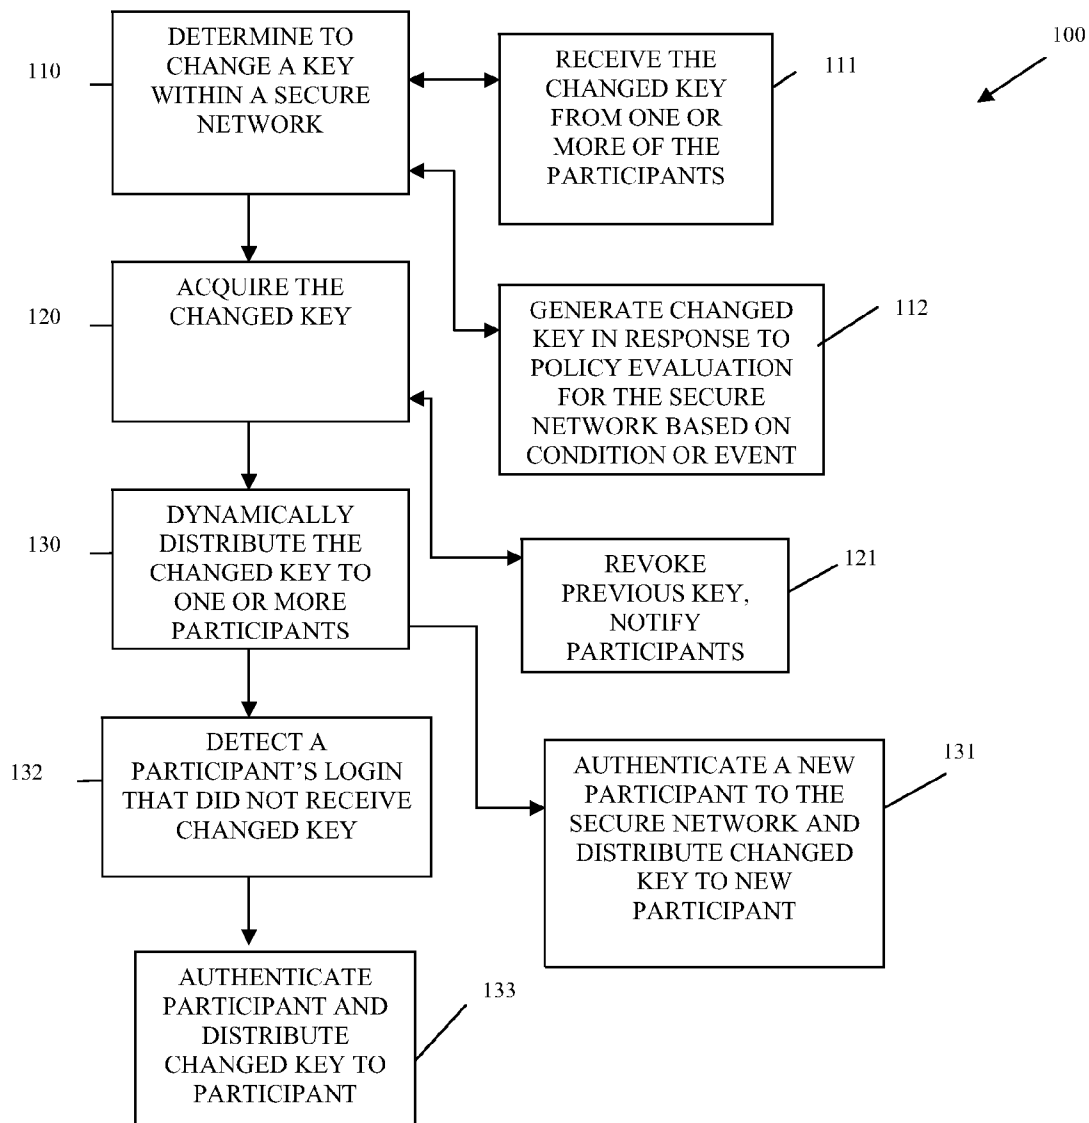 110
DETERMINE TO
CHANGE A KEY
WITHIN A SECURE
NETWORK
RECEIVE THE
CHANGED KEY
FROM ONE OR
MORE OF THE
PARTICIPANTS
111
100
120
ACQUIRE THE
CHANGED KEY
GENERATE CHANGED
KEY IN RESPONSE TO
POLICY EVALUATION
FOR THE SECURE
NETWORK BASED ON
CONDITION OR EVENT
112
130
DYNAMICALLY
DISTRIBUTE THE
CHANGED KEY TO
ONE OR MORE
PARTICIPANTS
REVOKE
PREVIOUS KEY,
NOTIFY
PARTICIPANTS
121
132
DETECT A
PARTICIPANT'S LOGIN
THAT DID NOT RECEIVE
CHANGED KEY
AUTHENTICATE A NEW
PARTICIPANT TO THE
SECURE NETWORK AND
DISTRIBUTE CHANGED
KEY TO NEW
PARTICIPANT
131
AUTHENTICATE
PARTICIPANT AND
DISTRIBUTE
CHANGED KEY TO
PARTICIPANT
133